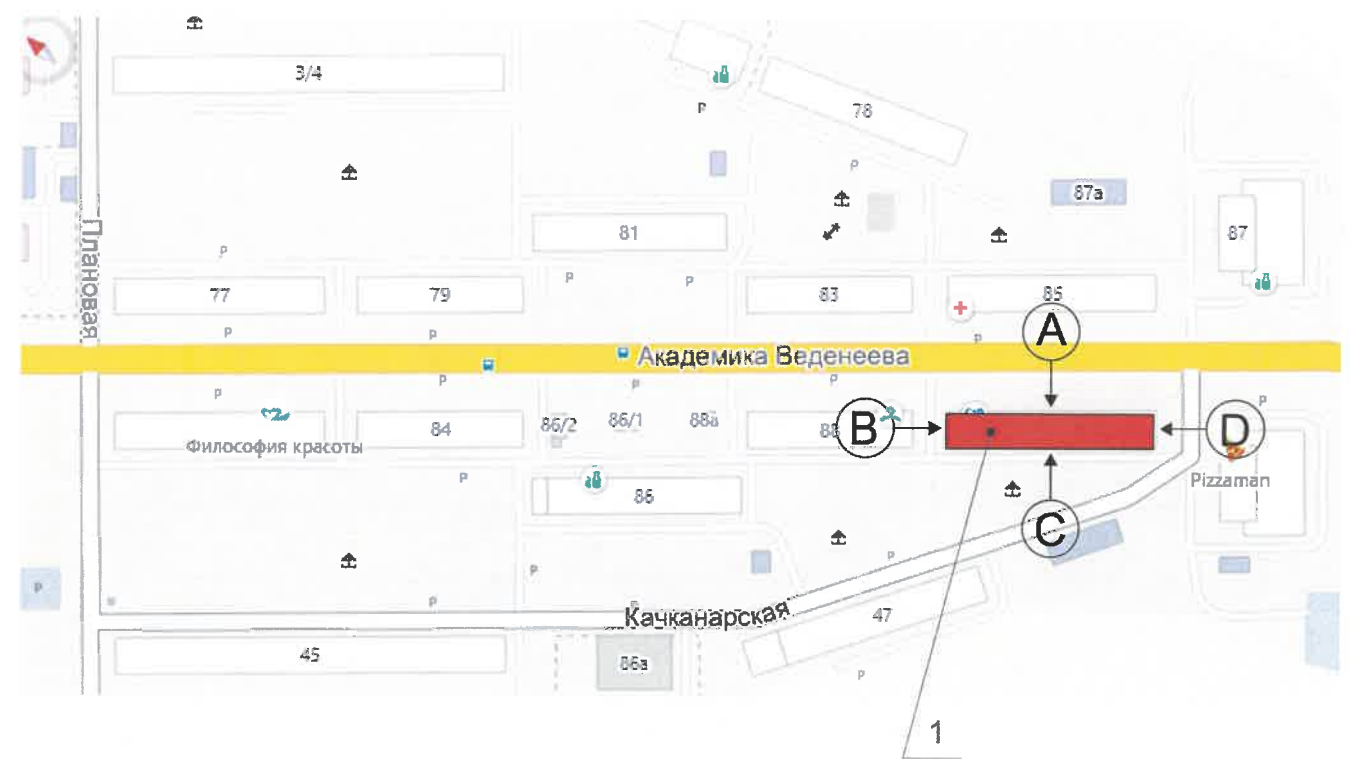 3/4
P
78
P
87а
Плановая
81
87
P
P
P
77
79
83
85
P
P
P
А
Академика Веденеева
P
P
P
P
P
84
86/2
86/1
88а
88
B
D
Философия красоты
P
86
Pizzaman
C
P
P
P
P
P
Качканарская
47
45
86а
P
1